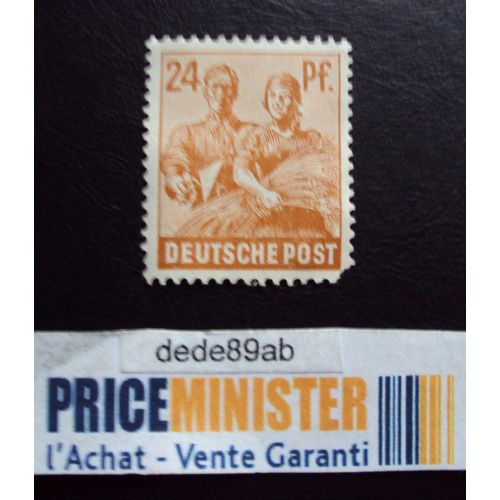 24 Pf.
DEUTSCHE POST
dede89ab
PRICEMINISTER
l'Achat - Vente Garanti